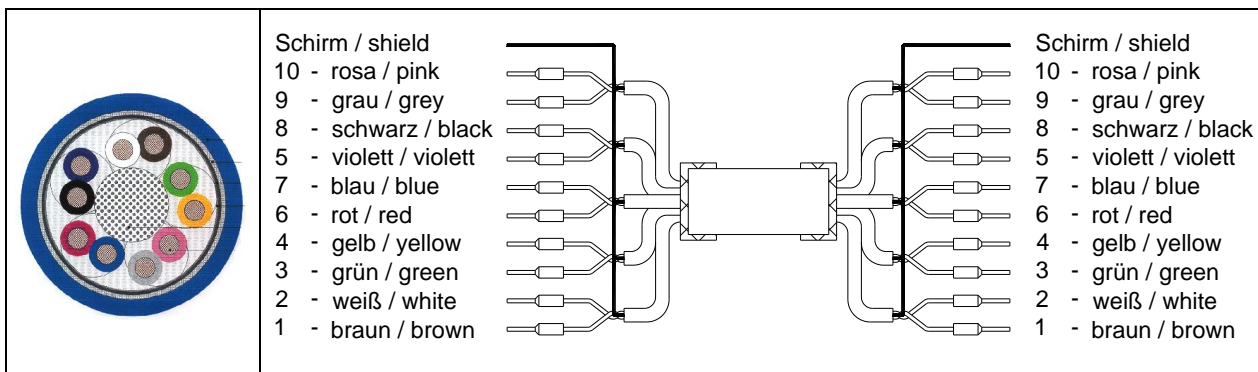 Schirm / shield
10 - rosa / pink
9 - grau / grey
8 - schwarz / black
5 - violett / violett
7 - blau / blue
6 - rot / red
4 - gelb / yellow
3 - grün / green
2 - weiß / white
1 - braun / brown
Schirm / shield
10 - rosa / pink
9 - grau / grey
8 - schwarz / black
5 - violett / violett
7 - blau / blue
6 - rot / red
4 - gelb / yellow
3 - grün / green
2 - weiß / white
1 - braun / brown